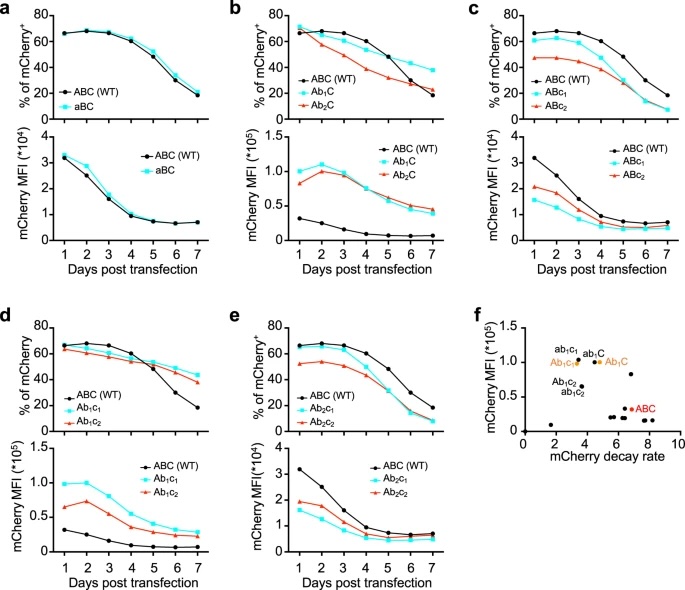 a
% of mCherry⁺
80
60
40
20
0
ABC (WT)
aBC
mCherry MFI (*10⁴)
4
3
2
1
0
ABC (WT)
aBC
1 2 3 4 5 6 7
Days post transfection
b
% of mCherry⁺
80
60
40
20
0
ABC (WT)
Ab₁C
Ab₂C
mCherry MFI (*10⁵)
1.5
1.0
0.5
0
ABC (WT)
Ab₁C
Ab₂C
1 2 3 4 5 6 7
Days post transfection
c
% of mCherry⁺
80
60
40
20
0
ABC (WT)
ABc₁
ABc₂
mCherry MFI (*10⁴)
4
3
2
1
0
ABC (WT)
ABc₁
ABc₂
1 2 3 4 5 6 7
Days post transfection
d
% of mCherry
80
60
40
20
0
ABC (WT)
Ab₁c₁
Ab₁c₂
mCherry MFI (*10⁵)
1.5
1.0
0.5
0
ABC (WT)
Ab₁c₁
Ab₁c₂
1 2 3 4 5 6 7
Days post transfection
e
% of mCherry⁺
80
60
40
20
0
ABC (WT)
Ab₂c₁
Ab₂c₂
mCherry MFI(*10⁴)
4
3
2
1
0
ABC (WT)
Ab₂c₁
Ab₂c₂
1 2 3 4 5 6 7
Days post transfection
f
mCherry MFI (*10⁵)
1.5
1.0
0.5
0
ab₁c₁
ab₁C
Ab₁c₁
Ab₁C
Ab₁c₂
ab₁c₂
ABC
0 2 4 6 8 10
mCherry decay rate